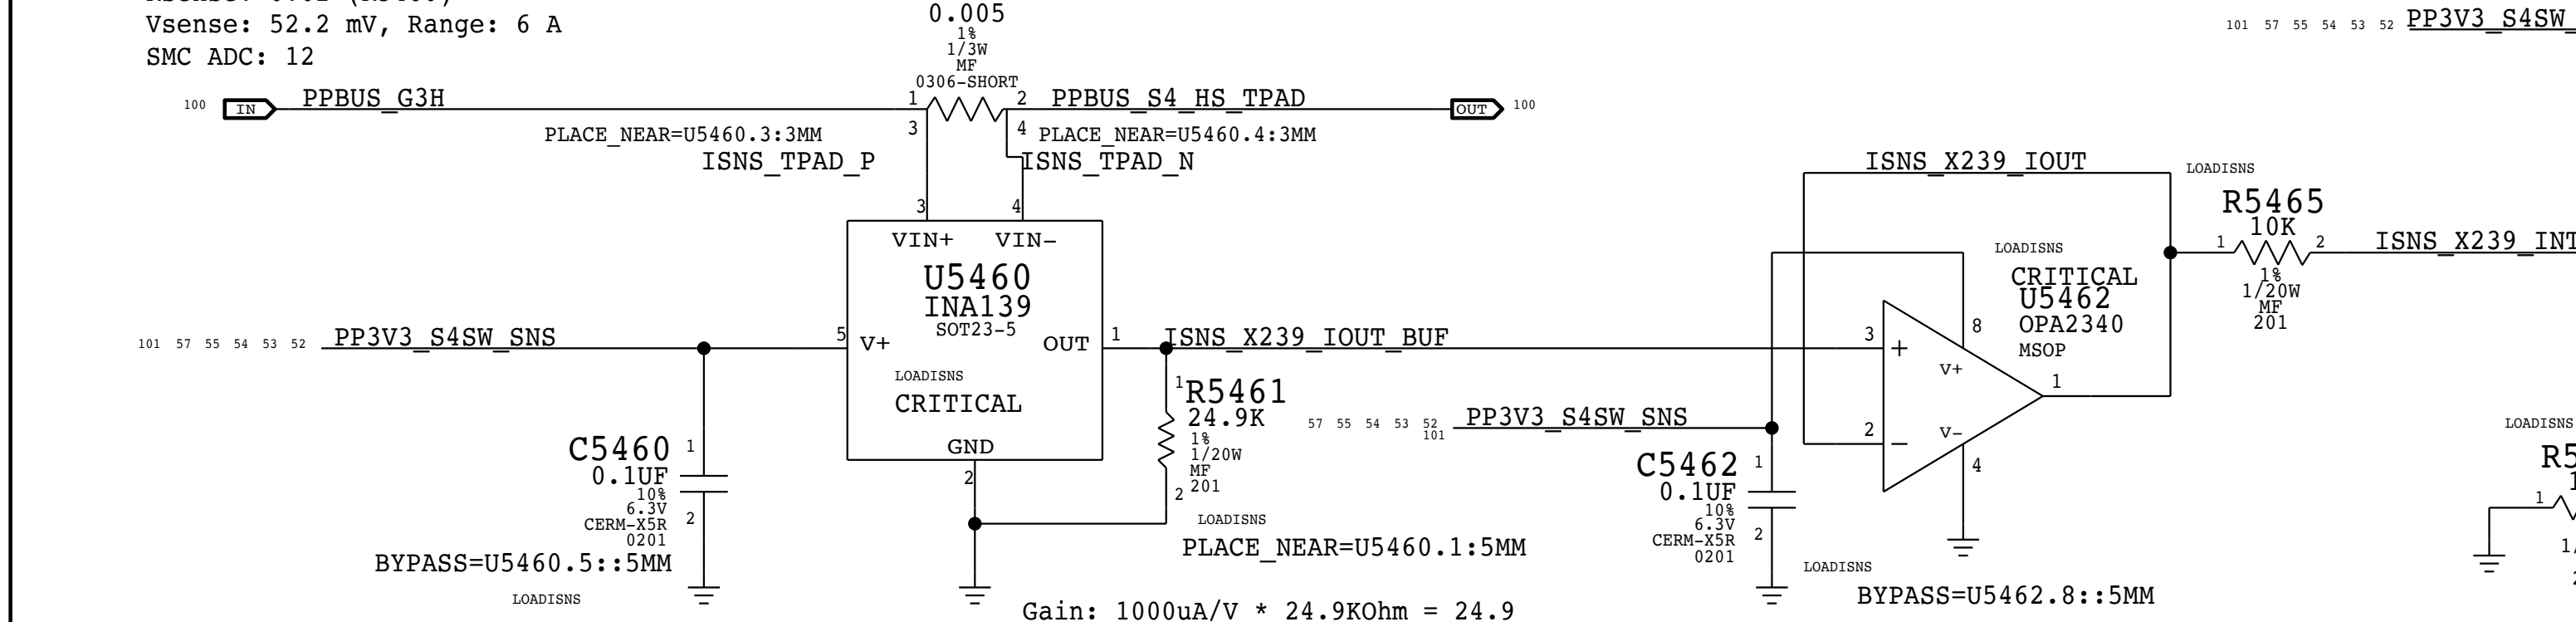 Vsense: 52.2 mV, Range: 6 A
SMC ADC: 12
0.005
1%
1/3W
MF
0306-SHORT
101 57 55 54 53 52 PP3V3_S4SW_
100 IN PPBUS_G3H
1 2
PPBUS_S4_HS_TPAD
OUT 100
3 4
PLACE_NEAR=U5460.3:3MM
PLACE_NEAR=U5460.4:3MM
ISNS_TPAD_P
ISNS_TPAD_N
3 4
VIN+ VIN-
U5460
INA139
SOT23-5
101 57 55 54 53 52 PP3V3_S4SW_SNS
5 V+
OUT 1
ISNS_X239_IOUT_BUF
LOADISNS
CRITICAL
GND
2
C5460
1
0.1UF
10%
6.3V
2
CERM-X5R
0201
BYPASS=U5460.5::5MM
LOADISNS
1
R5461
24.9K
1%
1/20W
MF
2 201
LOADISNS
PLACE_NEAR=U5460.1:5MM
Gain: 1000uA/V * 24.9KOhm = 24.9
57 55 54 53 52
101
PP3V3_S4SW_SNS
C5462
1
0.1UF
10%
6.3V
2
CERM-X5R
0201
LOADISNS
BYPASS=U5462.8::5MM
ISNS_X239_IOUT
LOADISNS
CRITICAL
U5462
OPA2340
MSOP
8
3 +
V+
1
2 -
V-
4
LOADISNS
R5465
10K
1 2
1%
1/20W
MF
201
ISNS_X239_INT
LOADISNS
1